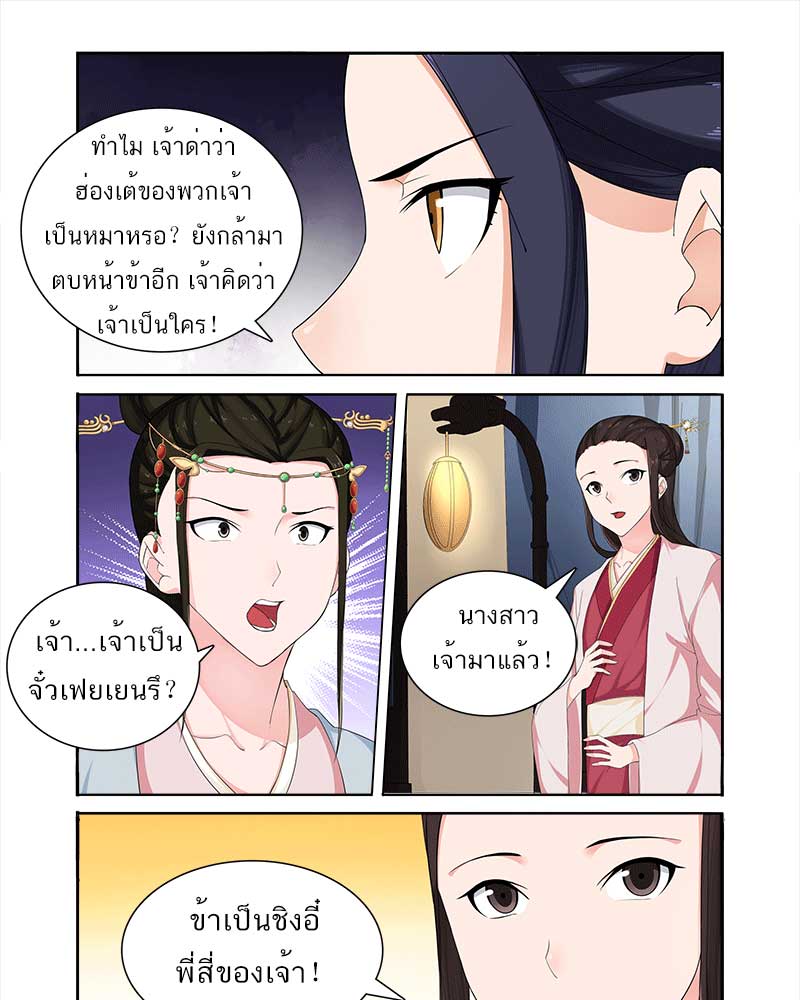 ทำไม เจ้าด่าว่า
ฮ่องเต้ของพวกเจ้า
เป็นหมาหรอ? ยังกล้ามา
ตบหน้าข้าอีก เจ้าคิดว่า
เจ้าเป็นใคร!
เจ้า...เจ้าเป็น
จั๋วเฟยเยนรึ?
นางสาว
เจ้ามาแล้ว!
ข้าเป็นชิงอี๋
พี่สี่ของเจ้า!